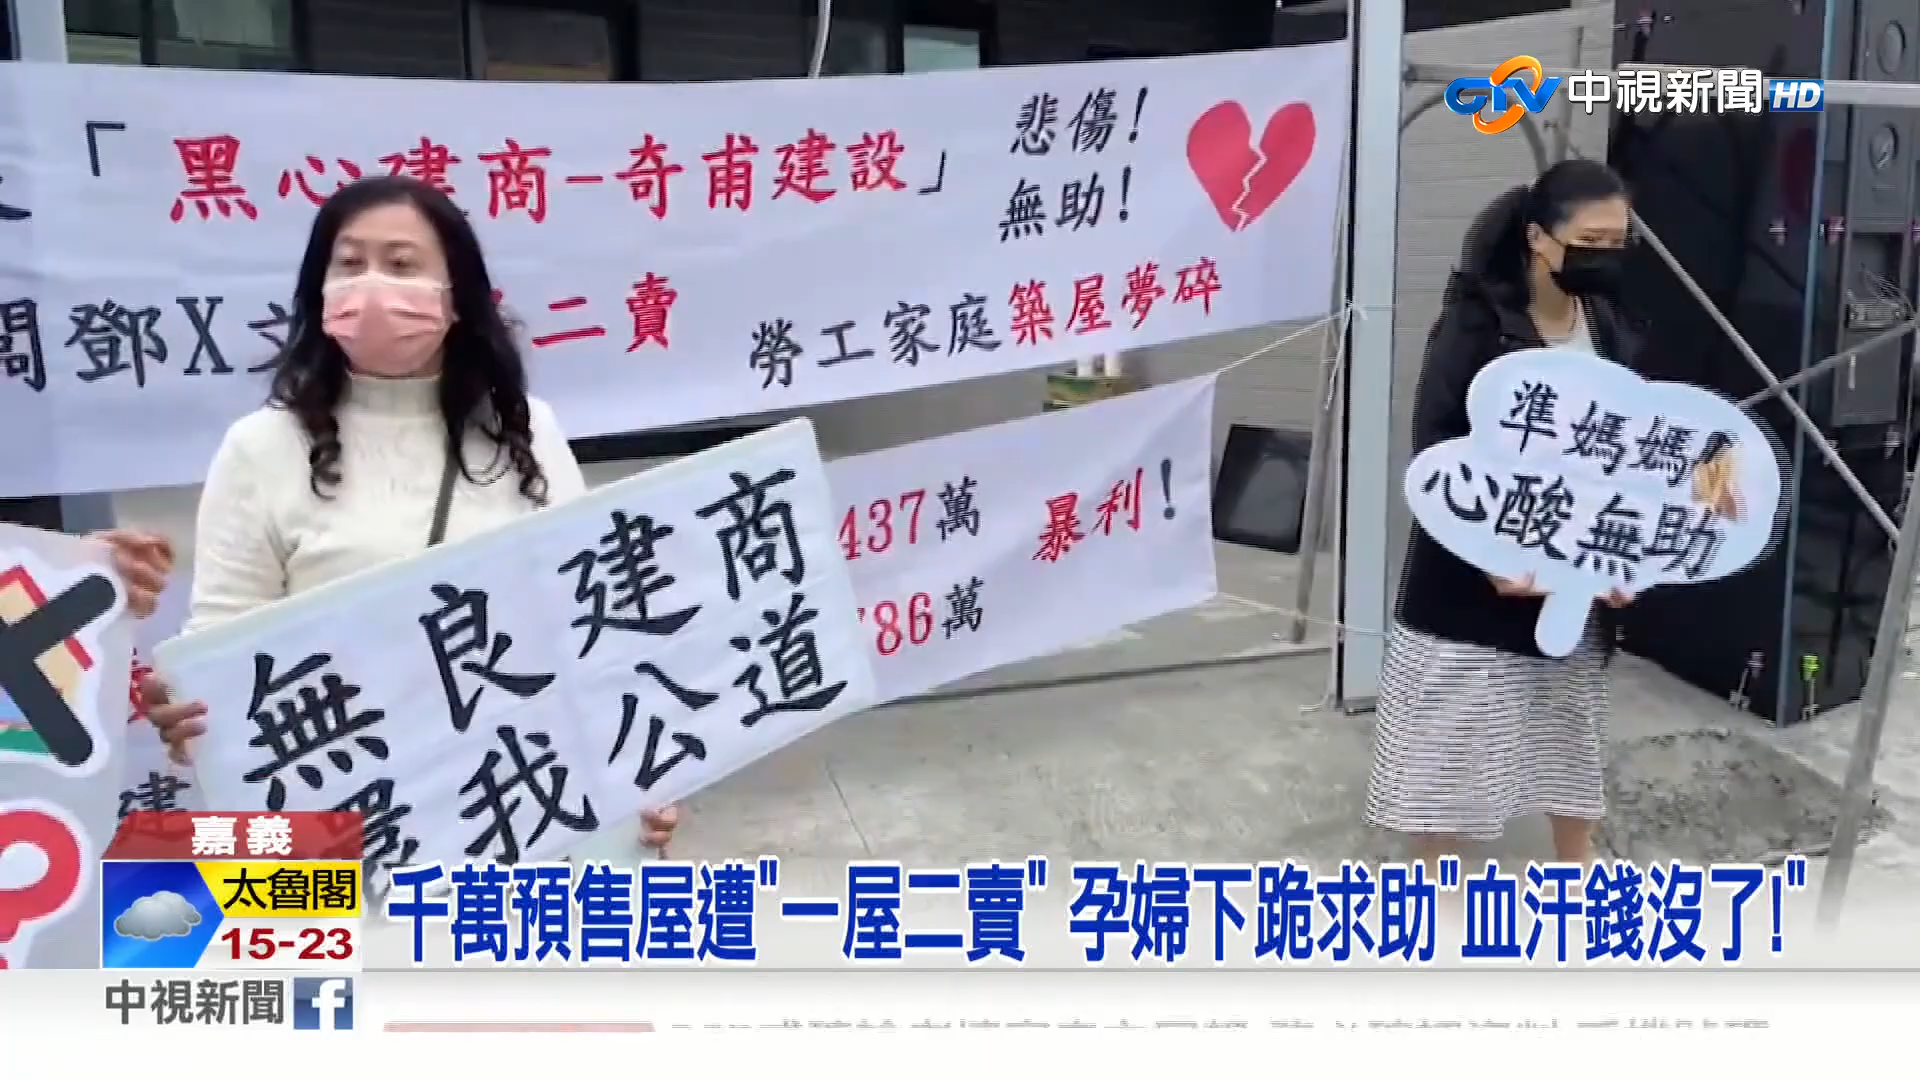 中視新聞HD
「黑心建商-奇甫建設」
悲傷!
無助!
闆鄧X文
二賣
勞工家庭築屋夢碎
437萬
暴利!
786萬
準媽媽
心酸無助
無良建商
還我公道
建
嘉義
太魯閣
15-23
千萬預售屋遭"一屋二賣" 孕婦下跪求助"血汗錢沒了!"
中視新聞